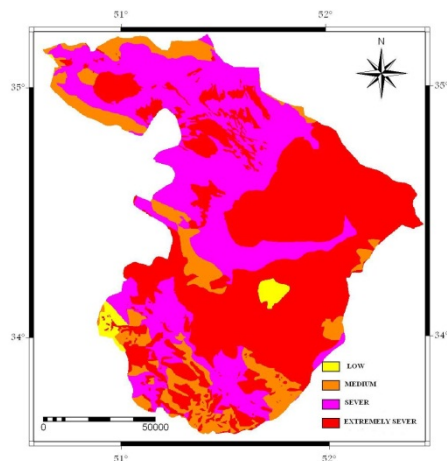 51° 52°
N
35° 35°
34° 34°
LOW
MEDIUM
SEVER
EXTREMELY SEVER
0 50000
51° 52°